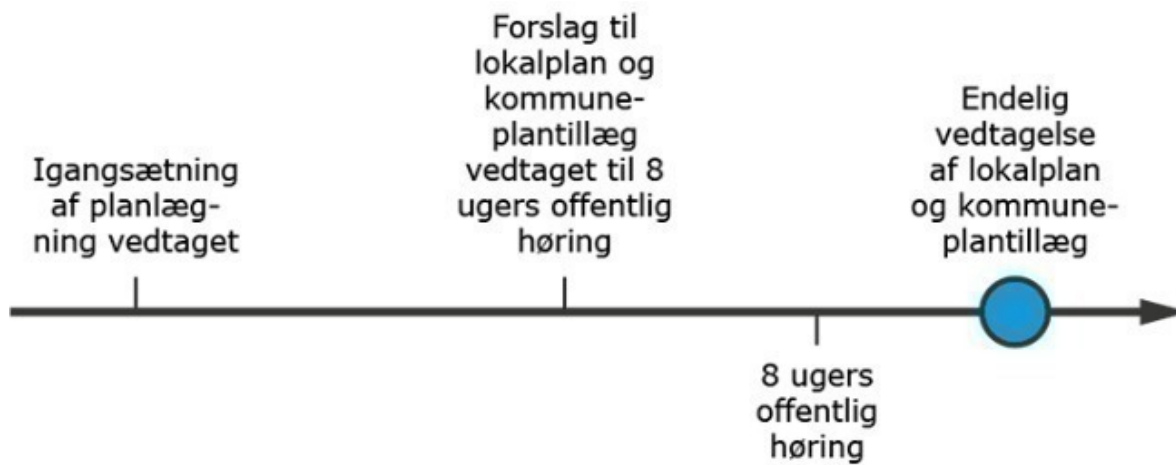 Igangsætning
af planlæg-
ning vedtaget
Forslag til
lokalplan og
kommune-
plantillæg
vedtaget til 8
ugers offentlig
høring
8 ugers
offentlig
høring
Endelig
vedtagelse
af lokalplan
og kommune-
plantillæg